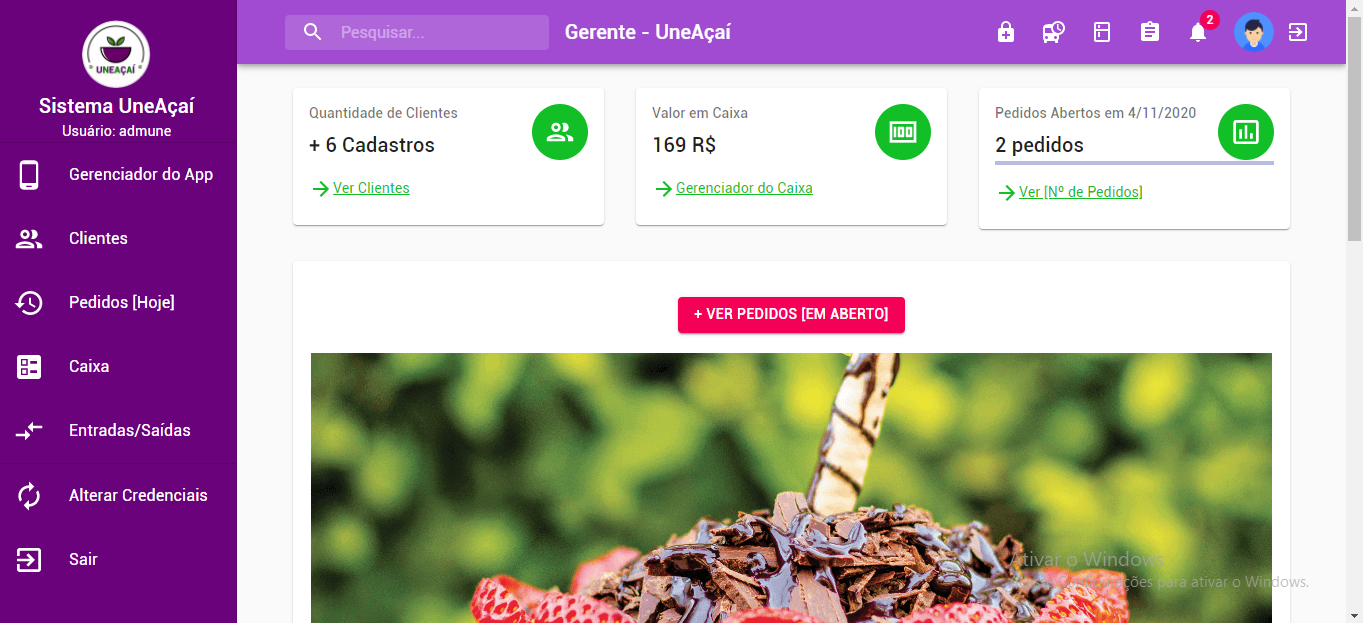 UNEAÇAÍ
Sistema UneAçaí
Usuário: admune
Gerenciador do App
Clientes
Pedidos [Hoje]
Caixa
Entradas/Saídas
Alterar Credenciais
Sair
Pesquisar...
Gerente - UneAçaí
2
Quantidade de Clientes
+ 6 Cadastros
Ver Clientes
Valor em Caixa
169 R$
Gerenciador do Caixa
Pedidos Abertos em 4/11/2020
2 pedidos
Ver [Nº de Pedidos]
+ VER PEDIDOS [EM ABERTO]
Ativar o Windows
para ativar o Windows.